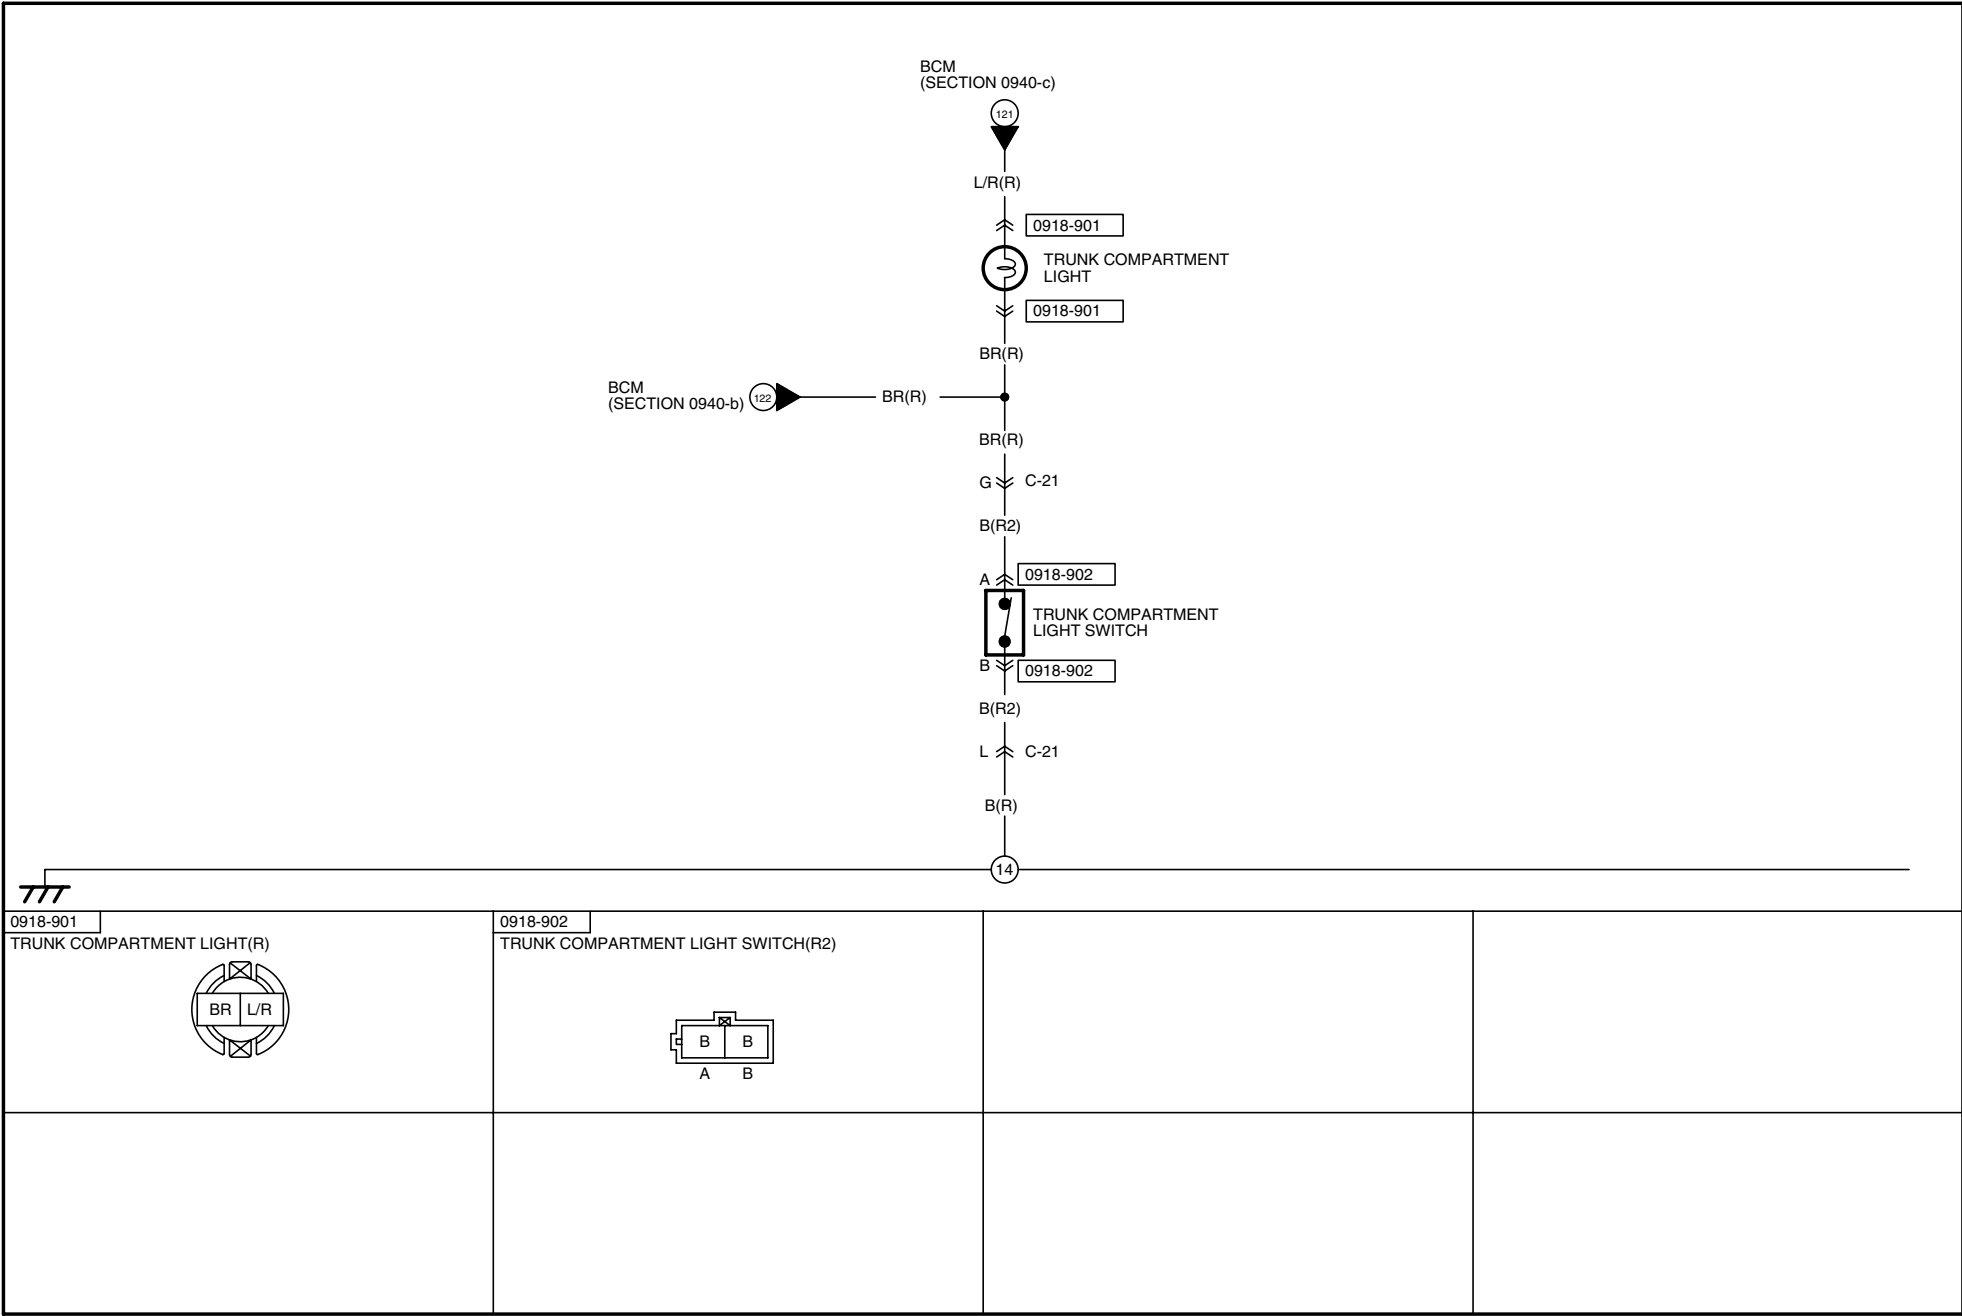 BCM
(SECTION 0940-c)
121
L/R(R)
0918-901
TRUNK COMPARTMENT
LIGHT
0918-901
BR(R)
BCM
(SECTION 0940-b)
122
BR(R)
BR(R)
G
C-21
B(R2)
A
0918-902
TRUNK COMPARTMENT
LIGHT SWITCH
B
0918-902
B(R2)
L
C-21
B(R)
14
0918-901
TRUNK COMPARTMENT LIGHT(R)
BR L/R
0918-902
TRUNK COMPARTMENT LIGHT SWITCH(R2)
B B
A B